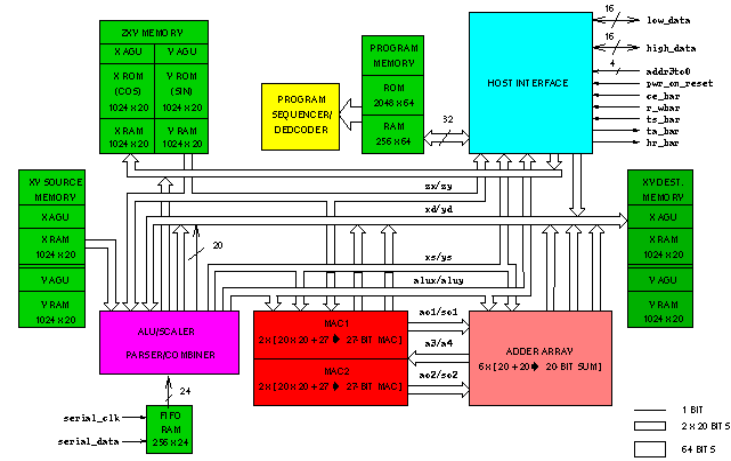 ZXY MEMORY
X AGU
Y AGU
X ROM
(COS)
1024 x 20
Y ROM
(SIN)
1024 x 20
X RAM
1024 x 20
Y RAM
1024 x 20
PROGRAM
SEQUENCER/
DEDCODER
PROGRAM
MEMORY
ROM
2048 x 64
RAM
256 x 64
32
HOST INTERFACE
16
low_data
16
high_data
4
addr3to0
pwr_on_reset
ce_bar
r_wbar
ts_bar
ta_bar
hr_bar
XY SOURCE
MEMORY
X AGU
X RAM
1024 x 20
Y AGU
Y RAM
1024 x 20
zx/zy
xd/yd
20
xs/ys
alux/aluy
XY DEST.
MEMORY
X AGU
X RAM
1024 x 20
Y AGU
Y RAM
1024 x 20
ALU/SCALER
PARSER/COMBINER
MAC1
2 x [20 x 20 + 27 27-BIT MAC]
MAC2
2 x [20 x 20 + 27 27-BIT MAC]
ao1/so1
a3/a4
ao2/so2
ADDER ARRAY
6 x [20 + 20 20-BIT SUM]
24
serial_clk
serial_data
FIFO
RAM
256 x 24
1 BIT
2 x 20 BITS
64 BITS